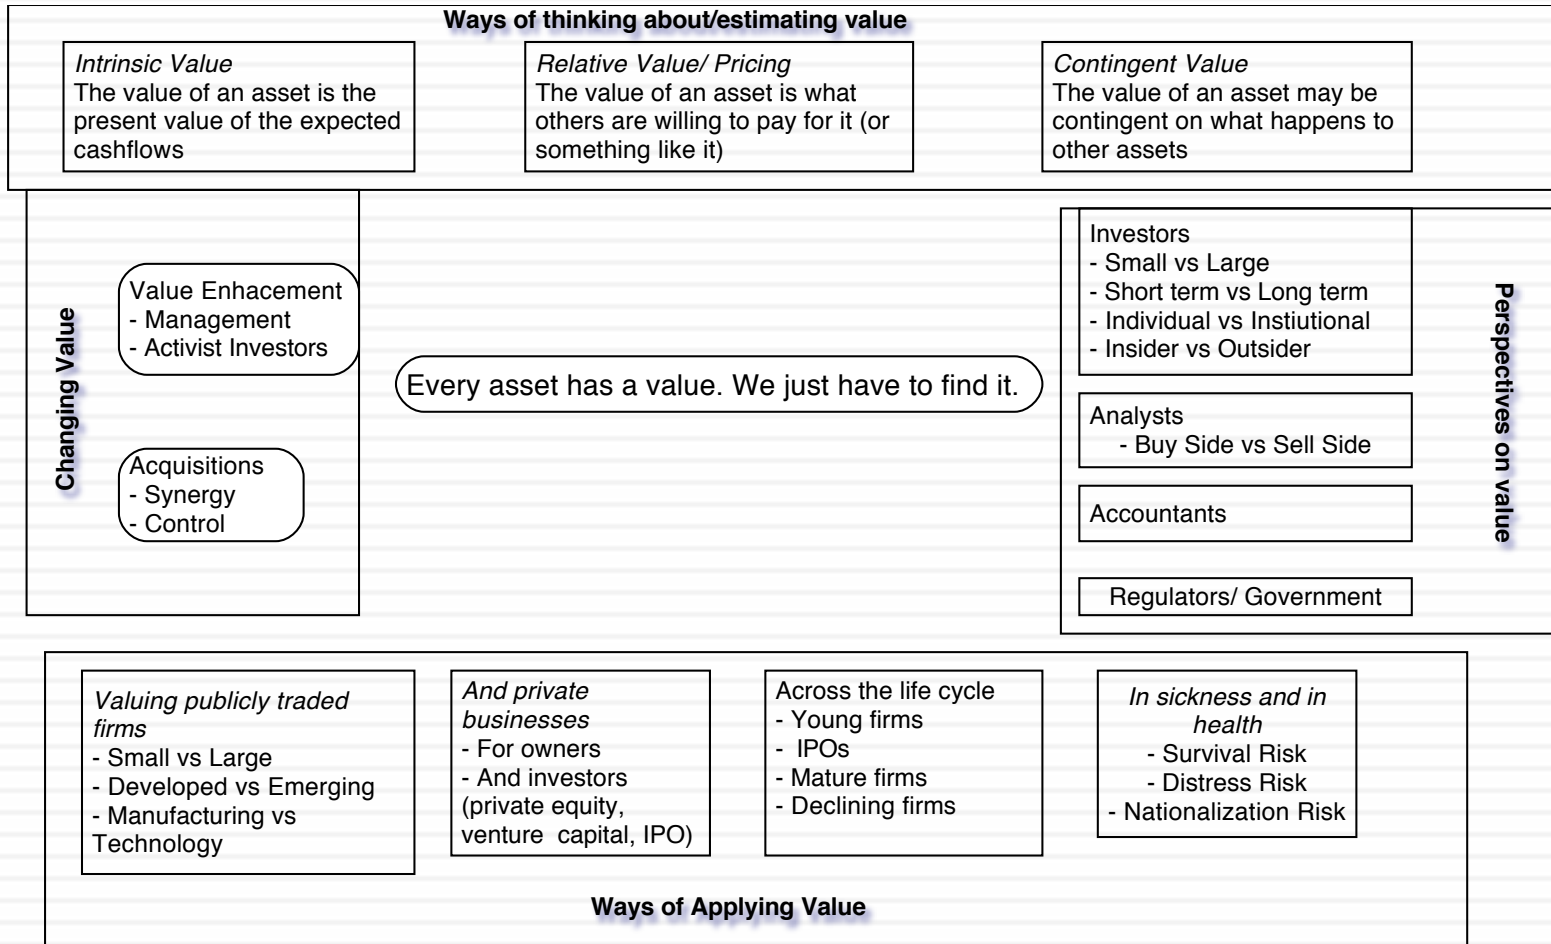 Ways of thinking about/estimating value
Intrinsic Value
The value of an asset is the
present value of the expected
cashflows
Relative Value/ Pricing
The value of an asset is what
others are willing to pay for it (or
something like it)
Contingent Value
The value of an asset may be
contingent on what happens to
other assets
Changing Value
Value Enhacement
- Management
- Activist Investors
Acquisitions
- Synergy
- Control
Every asset has a value. We just have to find it.
Investors
- Small vs Large
- Short term vs Long term
- Individual vs Instiutional
- Insider vs Outsider
Analysts
- Buy Side vs Sell Side
Accountants
Regulators/ Government
Perspectives on value
Valuing publicly traded
firms
- Small vs Large
- Developed vs Emerging
- Manufacturing vs
Technology
And private
businesses
- For owners
- And investors
(private equity,
venture  capital, IPO)
Across the life cycle
- Young firms
-  IPOs
- Mature firms
- Declining firms
In sickness and in
health
- Survival Risk
- Distress Risk
- Nationalization Risk
Ways of Applying Value